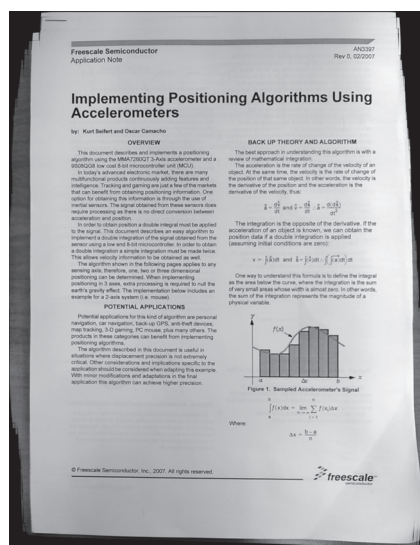 Freescale Semiconductor
Application Note
AN3397
Rev 0, 02/2007
Implementing Positioning Algorithms Using
Accelerometers
by: Kurt Seifert and Oscar Camacho
OVERVIEW
This document describes and implements a positioning
algorithm using the MMA7260QT 3-Axis accelerometer and a
9S08QG8 low cost 8-bit microcontroller unit (MCU).
In today's advanced electronic market, there are many
multifunction products continuously adding features and
intelligence. Tracking and gaming are just a few of the markets
that can benefit from obtaining positioning information. One
option for obtaining this information is through the use of
inertial sensors. The signal obtained from these sensors does
require processing as there is no direct conversion between
acceleration and position.
In order to obtain position a double integral must be applied
to the signal. This document describes an easy algorithm to
implement a double integration of the signal obtained from the
sensor using a low end 8-bit microcontroller. In order to obtain
a double integration a simple integration must be made twice.
This allows velocity information to be obtained as well.
The algorithm shown in the following pages applies to any
sensing axis, therefore, one, two or three dimensional
positioning can be determined. When implementing
positioning in 3 axes, extra processing is required to null the
earth's gravity effect. The implementation below includes an
example for a 2-axis system (i.e. mouse).
POTENTIAL APPLICATIONS
Potential applications for this kind of algorithm are personal
navigation, car navigation, back-up GPS, anti-theft devices,
map tracking, 3-D gaming, PC mouse, plus many others. The
products in these categories can benefit from implementing
positioning algorithms.
The algorithm described in this document is useful in
situations where displacement precision is not extremely
critical. Other considerations and implications specific to the
application should be considered when adapting this example.
With minor modifications and adaptations in the final
application this algorithm can achieve higher precision.
BACK UP THEORY AND ALGORITHM
The best approach in understanding this algorithm is with a
review of mathematical integration.
The acceleration is the rate of change of the velocity of an
object. At the same time, the velocity is the rate of change of
the position of that same object. In other words, the velocity is
the derivative of the position and the acceleration is the
derivative of the velocity, thus:
The integration is the opposite of the derivative. If the
acceleration of an object is known, we can obtain the
position data if a double integration is applied
(assuming initial conditions are zero):
One way to understand this formula is to define the integral
as the area below the curve, where the integration is the sum
of very small areas whose width is almost zero. In other words,
the sum of the integration represents the magnitude of a
physical variable.
y
f(x)
a Δx b x
Figure 1. Sampled Accelerometer's Signal
Where:
Δx = b-a / n
© Freescale Semiconductor, Inc., 2007. All rights reserved.
freescale
semiconductor